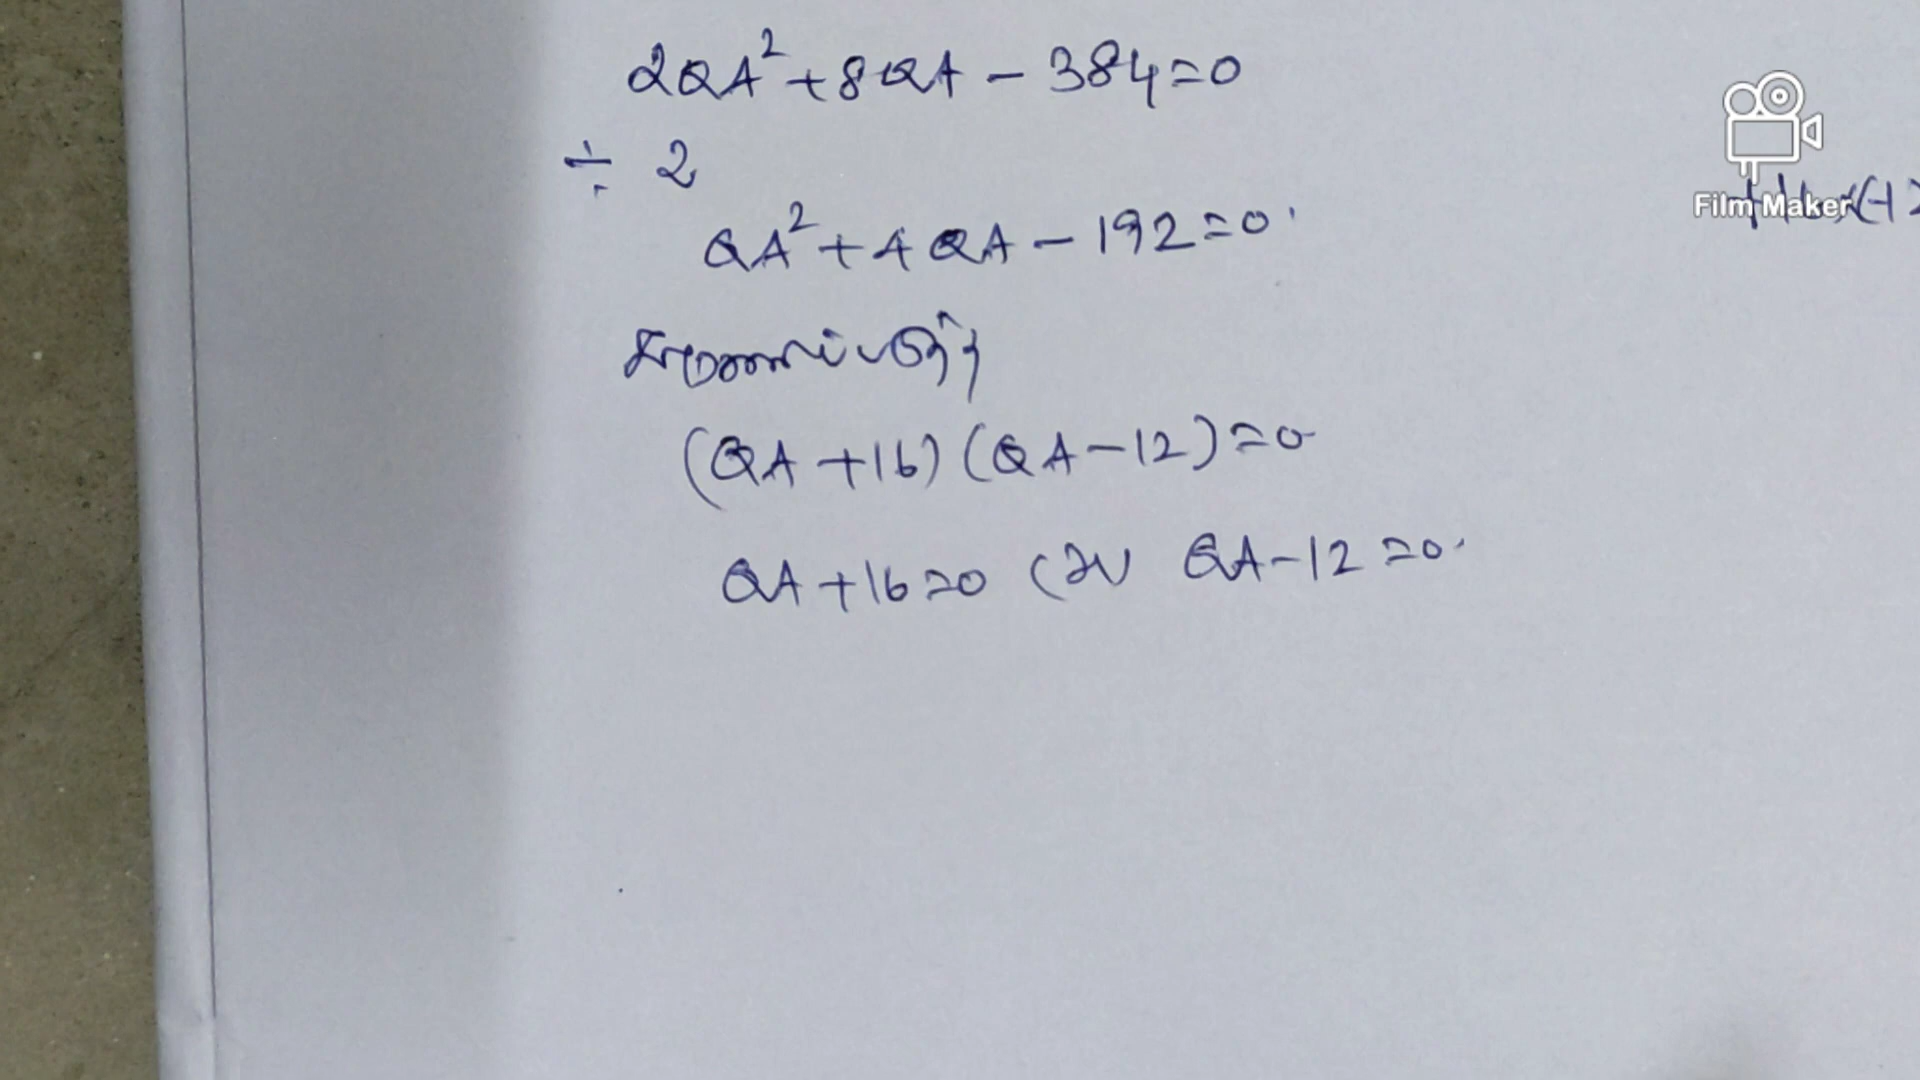 2QA²+8QA-384=0
÷ 2
QA²+4QA-192=0
(QA+16)(QA-12)=0
QA+16=0 (or QA-12=0
Film Maker